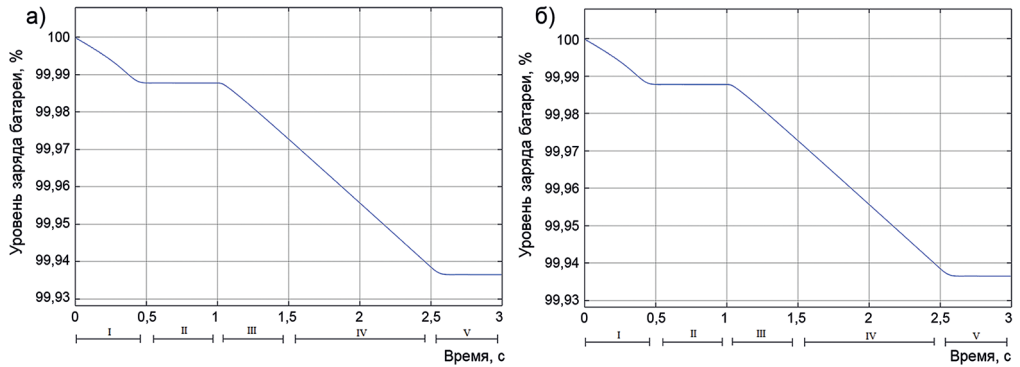 а)
Уровень заряда батареи, %
100
99,99
99,98
99,97
99,96
99,95
99,94
99,93
0 0,5 1 1,5 2 2,5 3
I II III IV V
Время, с
б)
Уровень заряда батареи, %
100
99,99
99,98
99,97
99,96
99,95
99,94
99,93
0 0,5 1 1,5 2 2,5 3
I II III IV V
Время, с